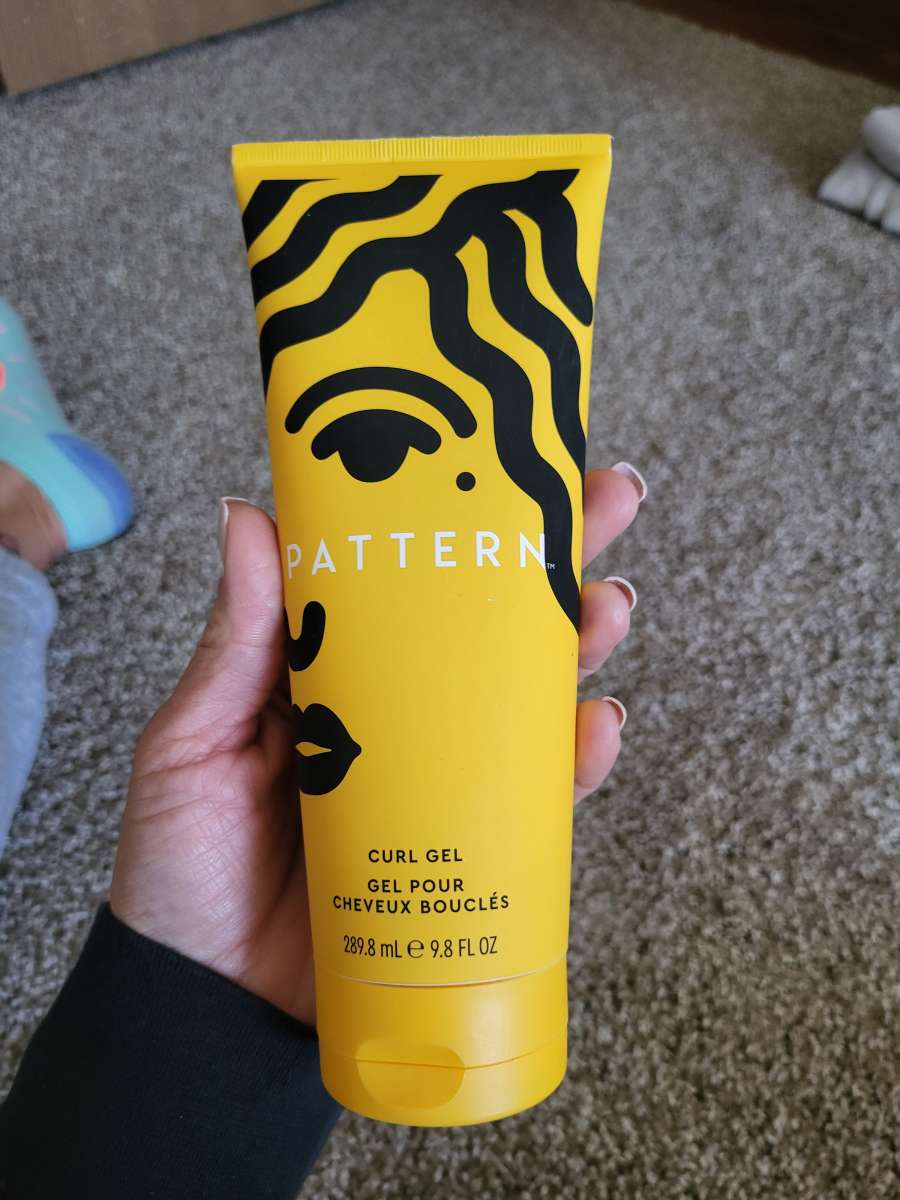 PATTERN™
CURL GEL
GEL POUR
CHEVEUX BOUCLÉS
289.8 mL ℮ 9.8 FL OZ